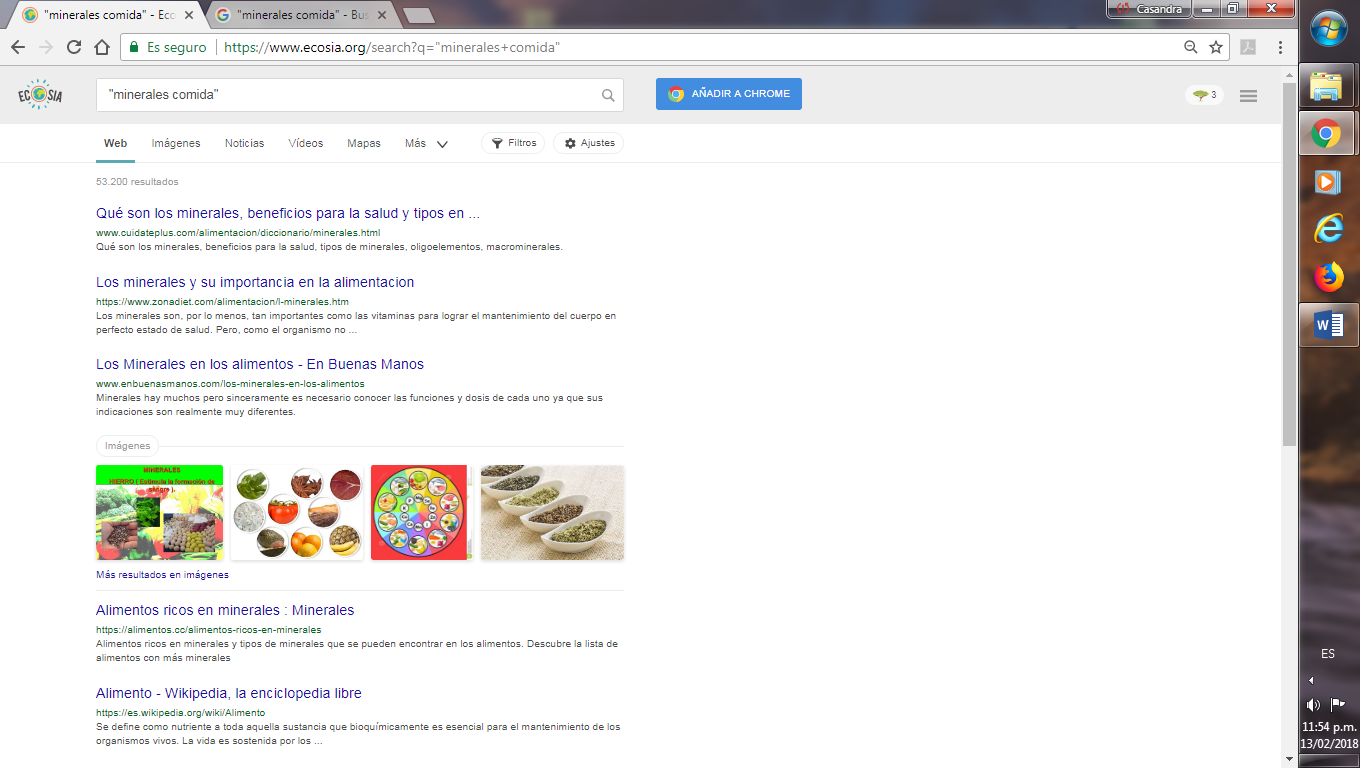 "minerales comida" - Eco
"minerales comida" - Bus
Casandra
Es seguro
https://www.ecosia.org/search?q="minerales+comida"
ECOSIA
"minerales comida"
AÑADIR A CHROME
3
Web
Imágenes
Noticias
Vídeos
Mapas
Más
Filtros
Ajustes
53.200 resultados
Qué son los minerales, beneficios para la salud y tipos en ...
www.cuidateplus.com/alimentacion/diccionario/minerales.html
Qué son los minerales, beneficios para la salud, tipos de minerales, oligoelementos, macrominerales.
Los minerales y su importancia en la alimentacion
https://www.zonadiet.com/alimentacion/l-minerales.htm
Los minerales son, por lo menos, tan importantes como las vitaminas para lograr el mantenimiento del cuerpo en
perfecto estado de salud. Pero, como el organismo no ...
Los Minerales en los alimentos - En Buenas Manos
www.enbuenasmanos.com/los-minerales-en-los-alimentos
Minerales hay muchos pero sinceramente es necesario conocer las funciones y dosis de cada uno ya que sus
indicaciones son realmente muy diferentes.
Imágenes
MINERALES
HIERRO ( Estimula la formación de
sangre ).
Más resultados en imágenes
Alimentos ricos en minerales : Minerales
https://alimentos.cc/alimentos-ricos-en-minerales
Alimentos ricos en minerales y tipos de minerales que se pueden encontrar en los alimentos. Descubre la lista de
alimentos con más minerales
Alimento - Wikipedia, la enciclopedia libre
https://es.wikipedia.org/wiki/Alimento
Se define como nutriente a toda aquella sustancia que bioquímicamente es esencial para el mantenimiento de los
organismos vivos. La vida es sostenida por los ...
ES
11:54 p.m.
13/02/2018